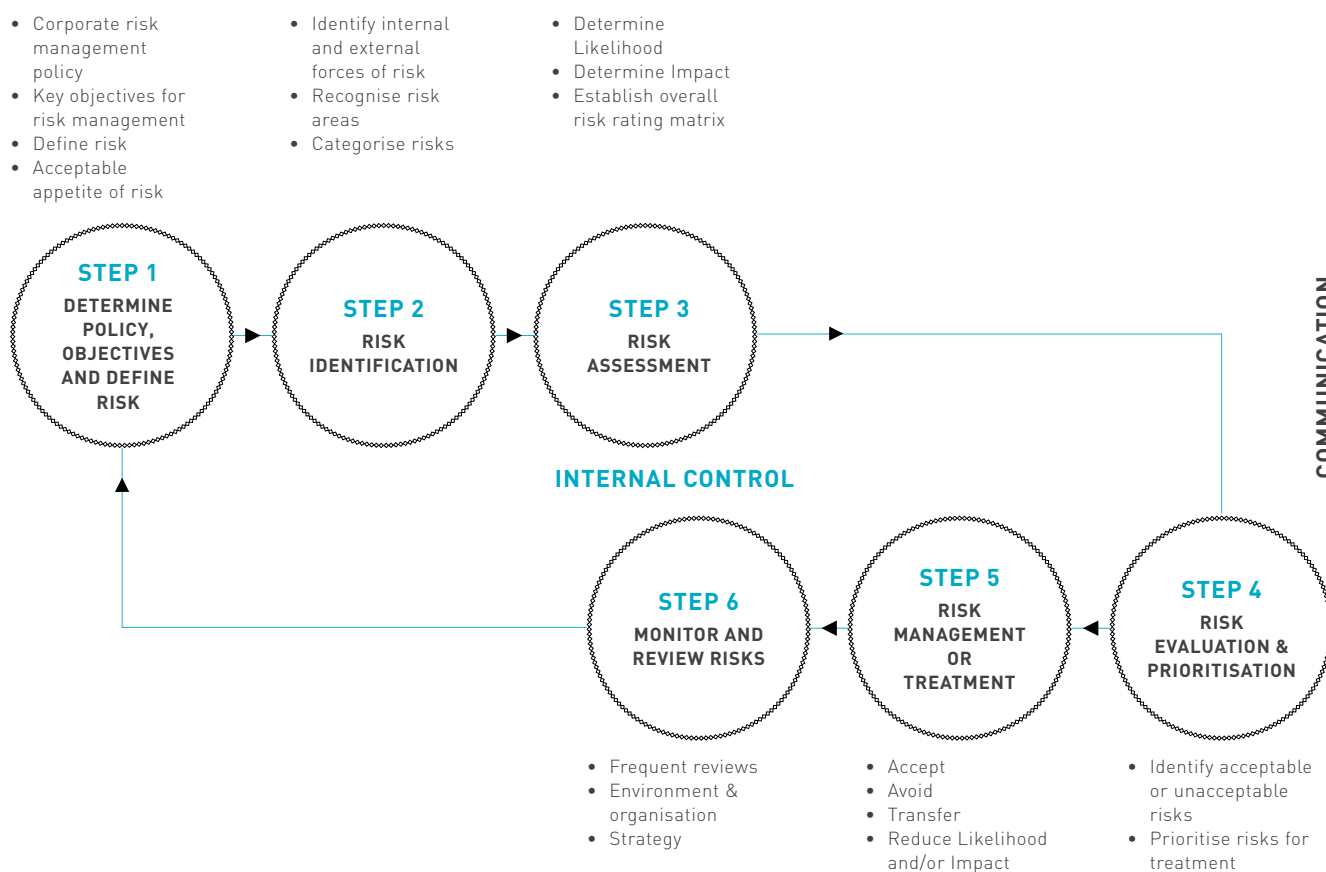 • Corporate risk
management
policy
• Key objectives for
risk management
• Define risk
• Acceptable
appetite of risk
• Identify internal
and external
forces of risk
• Recognise risk
areas
• Categorise risks
• Determine
Likelihood
• Determine Impact
• Establish overall
risk rating matrix
STEP 1
DETERMINE
POLICY,
OBJECTIVES
AND DEFINE
RISK
STEP 2
RISK
IDENTIFICATION
STEP 3
RISK
ASSESSMENT
COMMUNICATION
INTERNAL CONTROL
STEP 6
MONITOR AND
REVIEW RISKS
STEP 5
RISK
MANAGEMENT
OR
TREATMENT
STEP 4
RISK
EVALUATION &
PRIORITISATION
• Frequent reviews
• Environment &
organisation
• Strategy
• Accept
• Avoid
• Transfer
• Reduce Likelihood
and/or Impact
• Identify acceptable
or unacceptable
risks
• Prioritise risks for
treatment